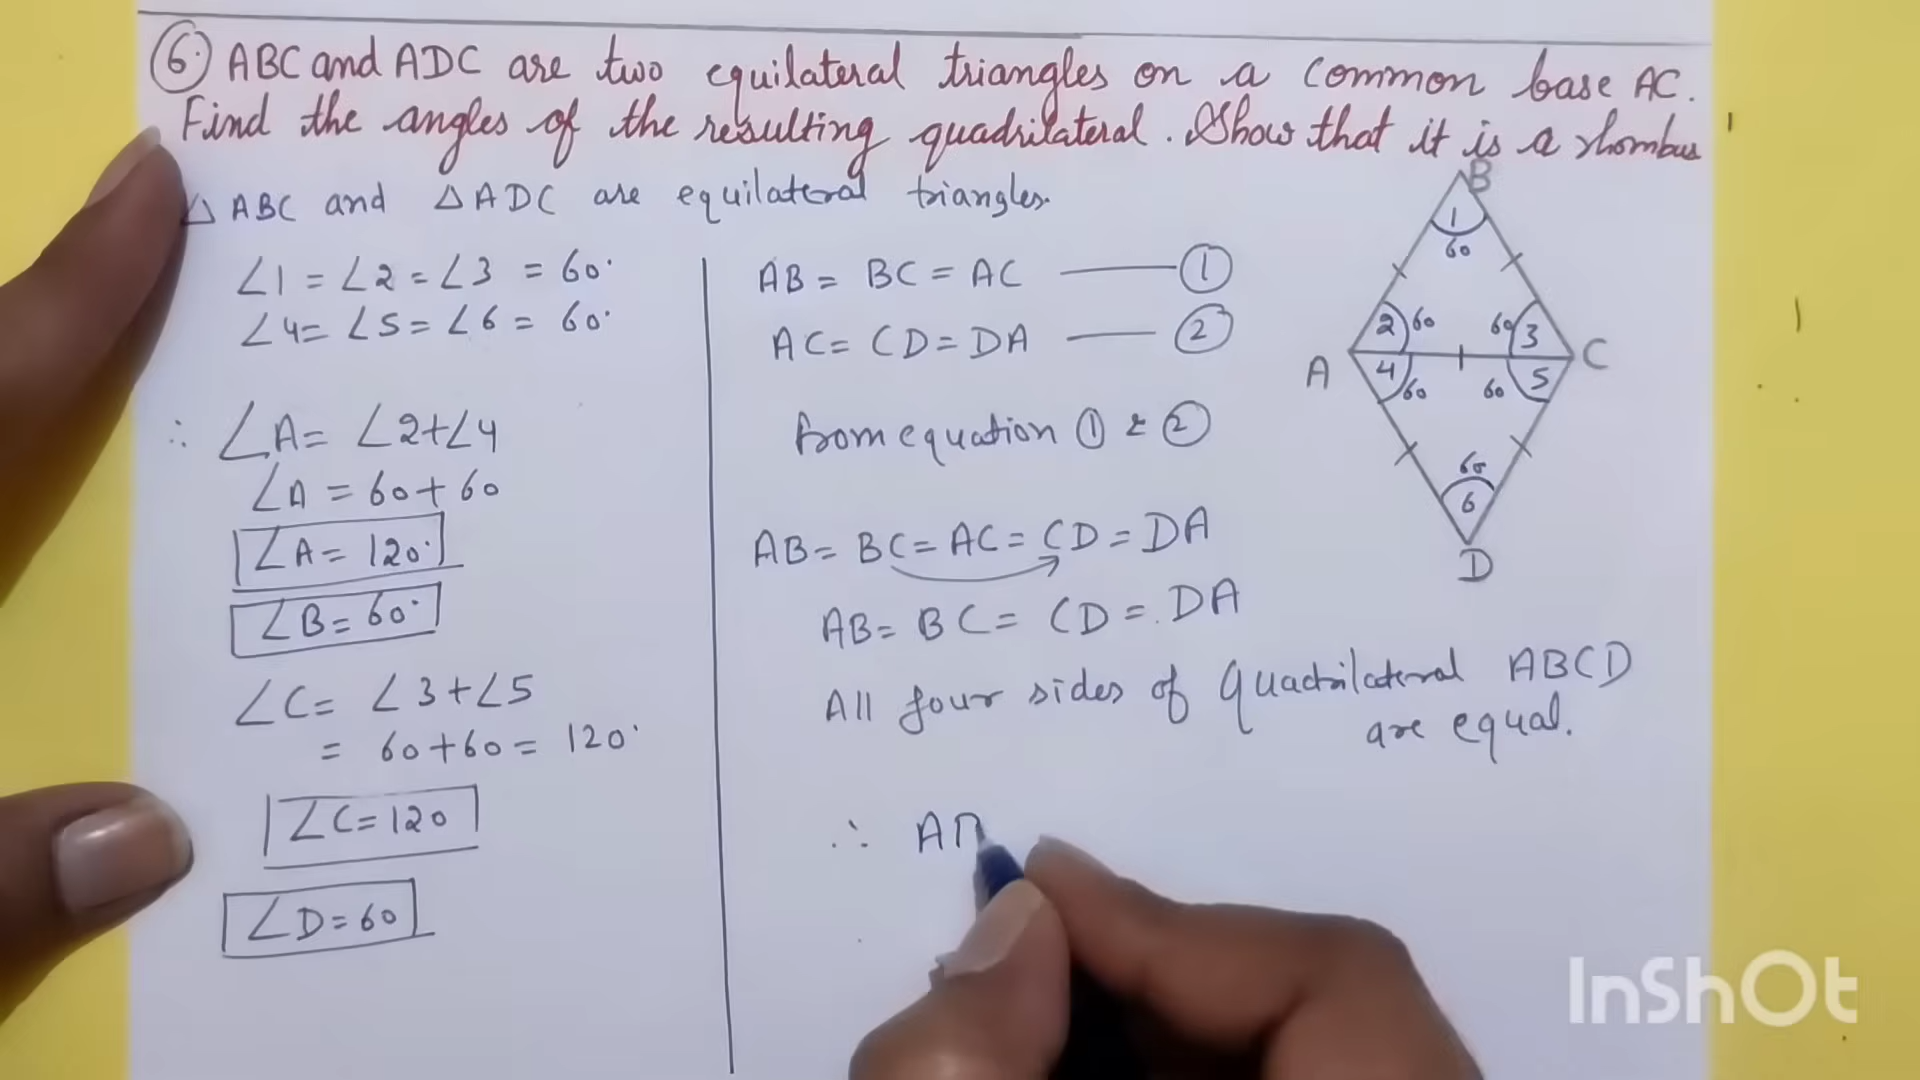 6. ABC and ADC are two equilateral triangles on a common base AC.
Find the angles of the resulting quadrilateral. Show that it is a rhombus
△ ABC and △ ADC are equilateral triangles.
∠1 = ∠2 = ∠3 = 60°
∠4 = ∠5 = ∠6 = 60°
∴ ∠A = ∠2+∠4
∠A = 60+60
∠A = 120°
∠B = 60°
∠C = ∠3+∠5
= 60+60 = 120°
∠C = 120
∠D = 60
AB = BC = AC — 1
AC = CD = DA — 2
from equation 1 & 2
AB = BC = AC = CD = DA
AB = BC = CD = DA
All four sides of Quadrilateral ABCD
are equal.
∴ A
B
1
60
2 60 60 3
A C
4 60 60 5
60
6
D
InShOt